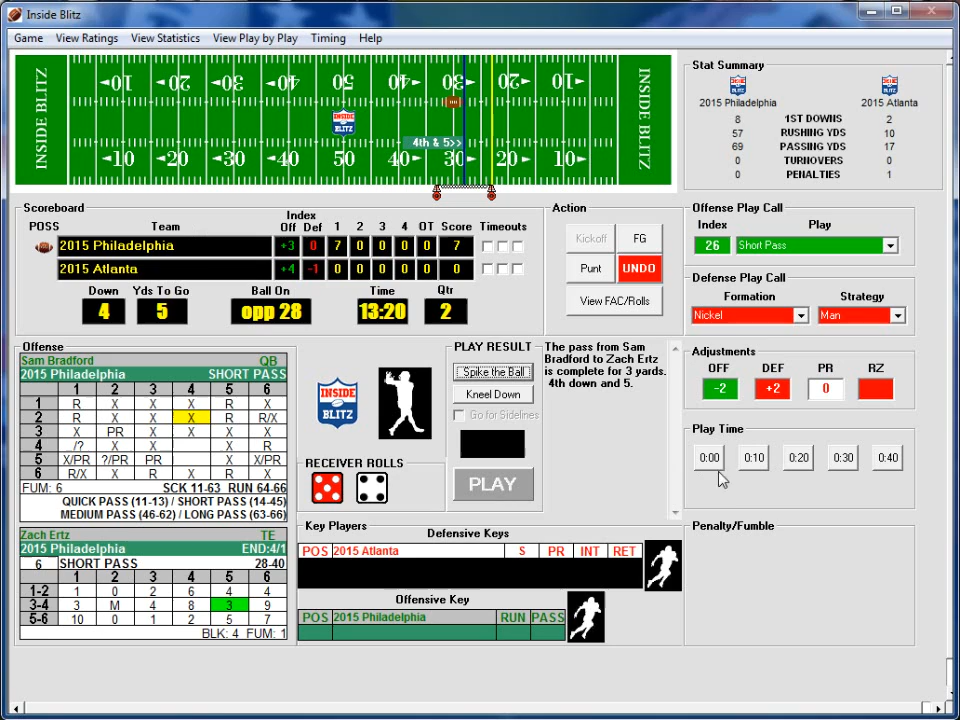 Inside Blitz
Game View Ratings View Statistics View Play by Play Timing Help
INSIDE BLITZ
10 20 30 40 50 40 30 20 10
INSIDE BLITZ
INSIDE BLITZ
4th & 5>>
10 20 30 40 50 40 30 20 10
Stat Summary
2015 Philadelphia 2015 Atlanta
8 1ST DOWNS 2
57 RUSHING YDS 10
69 PASSING YDS 17
0 TURNOVERS 0
0 PENALTIES 1
Scoreboard
POSS Team Index Off Def 1 2 3 4 OT Score Timeouts
2015 Philadelphia +3 0 7 0 0 0 0 7
2015 Atlanta +4 -1 0 0 0 0 0 0
Down Yds To Go Ball On Time Qtr
4 5 opp 28 13:20 2
Action
Kickoff FG
Punt UNDO
View FAC/Rolls
Offense Play Call
Index Play
26 Short Pass
Defense Play Call
Formation Strategy
Nickel Man
Offense
Sam Bradford QB
2015 Philadelphia SHORT PASS
1 2 3 4 5 6
1 R X X X R X
2 R X X X R R/X
3 X PR X X X X
4 /? X X X R
5 X/PR ?/PR PR X X/PR
6 R/X X R X R X
FUM: 6 SCK 11-63 RUN 64-66
QUICK PASS (11-13) / SHORT PASS (14-45)
MEDIUM PASS (46-62) / LONG PASS (63-66)
Zach Ertz TE
2015 Philadelphia END:4/1
6 SHORT PASS 28-40
1 2 3 4 5 6
1-2 1 0 2 6 4 4
3-4 3 M 4 8 3 9
5-6 10 0 1 2 5 7
BLK: 4 FUM: 1
INSIDE BLITZ
RECEIVER ROLLS
PLAY RESULT
Spike the Ball
Kneel Down
Go for Sidelines
PLAY
The pass from Sam
Bradford to Zach Ertz
is complete for 3 yards.
4th down and 5.
Adjustments
OFF DEF PR RZ
-2 +2 0
Play Time
0:00 0:10 0:20 0:30 0:40
Key Players
Defensive Keys
POS 2015 Atlanta S PR INT RET
Offensive Key
POS 2015 Philadelphia RUN PASS
Penalty/Fumble